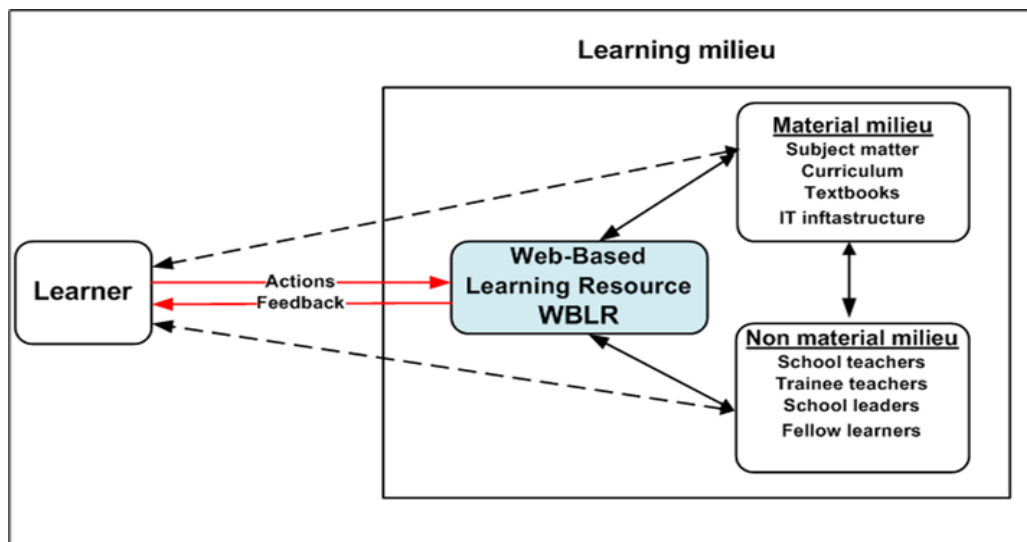 Learning milieu
Material milieu
Subject matter
Curriculum
Textbooks
IT inftastructure
Learner
Actions
Feedback
Web-Based
Learning Resource
WBLR
Non material milieu
School teachers
Trainee teachers
School leaders
Fellow learners